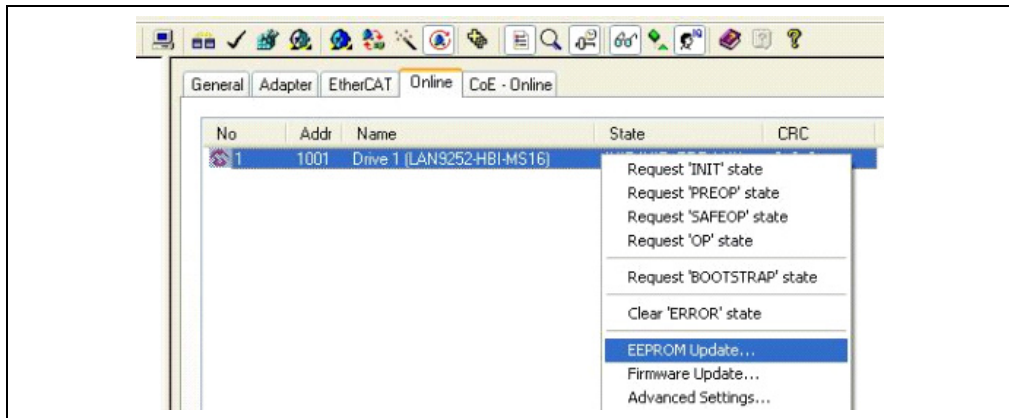 General Adapter EtherCAT Online CoE - Online
No Addr Name State CRC
1 1001 Drive 1 (LAN9252-HBI-MS16)
Request 'INIT' state
Request 'PREOP' state
Request 'SAFEOP' state
Request 'OP' state
Request 'BOOTSTRAP' state
Clear 'ERROR' state
EEPROM Update...
Firmware Update...
Advanced Settings...